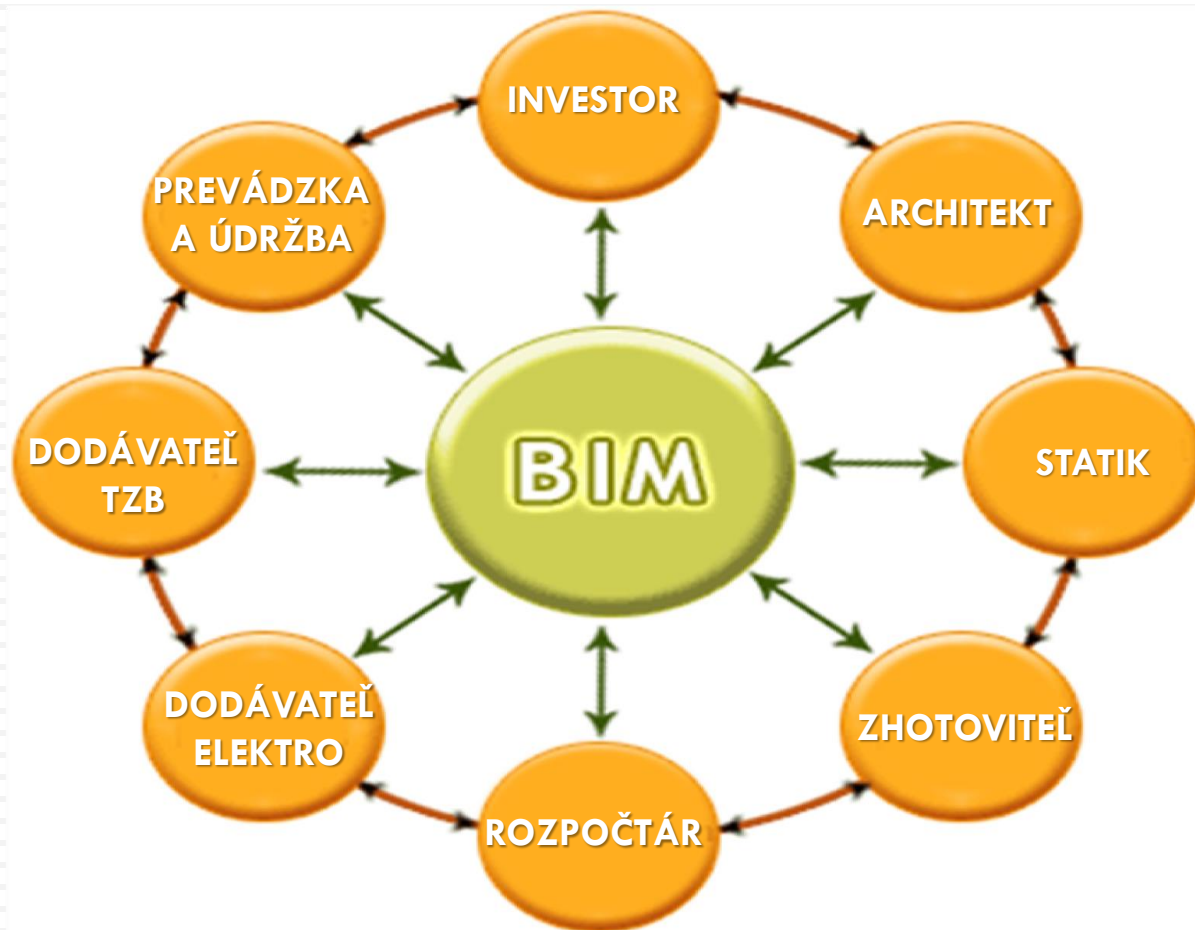 INVESTOR
ARCHITEKT
STATIK
ZHOTOVITEĽ
ROZPOČTÁR
DODÁVATEĽ
ELEKTRO
DODÁVATEĽ
TZB
PREVÁDZKA
A ÚDRŽBA
BIM